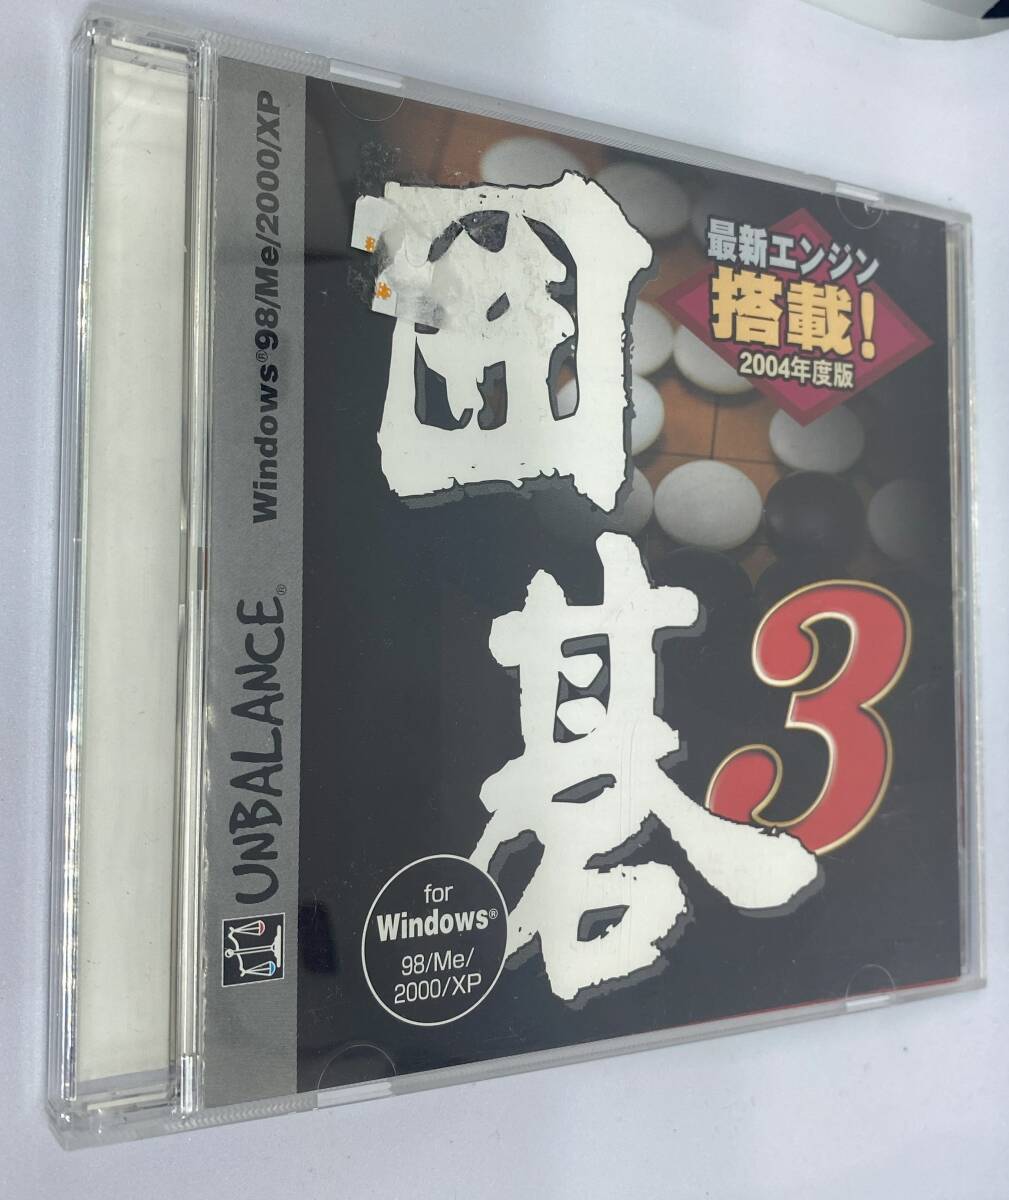 Windows®98/Me/2000/XP
UNBALANCE®
囲碁
3
最新エンジン
搭載!
2004年度版
for
Windows®
98/Me/
2000/XP